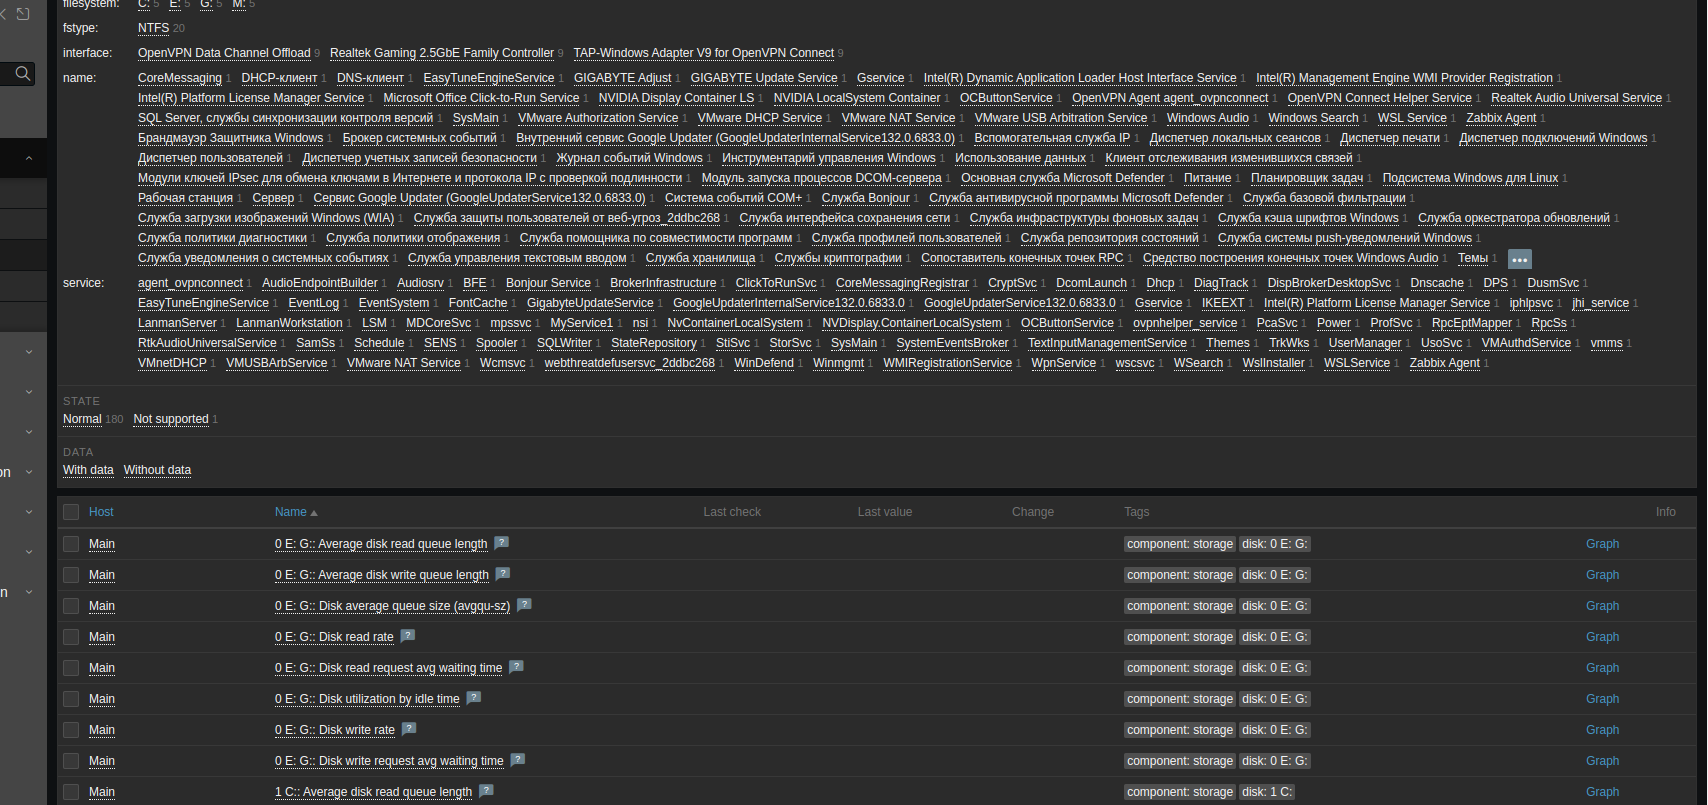 filesystem: C: 5 E: 5 G: 5 M: 5
fstype: NTFS 20
interface: OpenVPN Data Channel Offload 9 Realtek Gaming 2.5GbE Family Controller 9 TAP-Windows Adapter V9 for OpenVPN Connect 9
name: CoreMessaging 1 DHCP-клиент 1 DNS-клиент 1 EasyTuneEngineService 1 GIGABYTE Adjust 1 GIGABYTE Update Service 1 Gservice 1 Intel(R) Dynamic Application Loader Host Interface Service 1 Intel(R) Management Engine WMI Provider Registration 1
Intel(R) Platform License Manager Service 1 Microsoft Office Click-to-Run Service 1 NVIDIA Display Container LS 1 NVIDIA LocalSystem Container 1 OCButtonService 1 OpenVPN Agent agent_ovpnconnect 1 OpenVPN Connect Helper Service 1 Realtek Audio Universal Service 1
SQL Server, службы синхронизации контроля версий 1 SysMain 1 VMware Authorization Service 1 VMware DHCP Service 1 VMware NAT Service 1 VMware USB Arbitration Service 1 Windows Audio 1 Windows Search 1 WSL Service 1 Zabbix Agent 1
Брандмауэр Защитника Windows 1 Брокер системных событий 1 Внутренний сервис Google Updater (GoogleUpdaterInternalService132.0.6833.0) 1 Вспомогательная служба IP 1 Диспетчер локальных сеансов 1 Диспетчер печати 1 Диспетчер подключений Windows 1
Диспетчер пользователей 1 Диспетчер учетных записей безопасности 1 Журнал событий Windows 1 Инструментарий управления Windows 1 Использование данных 1 Клиент отслеживания изменившихся связей 1
Модули ключей IPsec для обмена ключами в Интернете и протокола IP с проверкой подлинности 1 Модуль запуска процессов DCOM-сервера 1 Основная служба Microsoft Defender 1 Питание 1 Планировщик задач 1 Подсистема Windows для Linux 1
Рабочая станция 1 Сервер 1 Сервис Google Updater (GoogleUpdaterService132.0.6833.0) 1 Система событий COM+ 1 Служба Bonjour 1 Служба антивирусной программы Microsoft Defender 1 Служба базовой фильтрации 1
Служба загрузки изображений Windows (WIA) 1 Служба защиты пользователей от веб-угроз_2ddbc268 1 Служба интерфейса сохранения сети 1 Служба инфраструктуры фоновых задач 1 Служба кэша шрифтов Windows 1 Служба оркестратора обновлений 1
Служба политики диагностики 1 Служба политики отображения 1 Служба помощника по совместимости программ 1 Служба профилей пользователей 1 Служба репозитория состояний 1 Служба системы push-уведомлений Windows 1
Служба уведомления о системных событиях 1 Служба управления текстовым вводом 1 Служба хранилища 1 Службы криптографии 1 Сопоставитель конечных точек RPC 1 Средство построения конечных точек Windows Audio 1 Темы 1 •••
service: agent_ovpnconnect 1 AudioEndpointBuilder 1 Audiosrv 1 BFE 1 Bonjour Service 1 BrokerInfrastructure 1 ClickToRunSvc 1 CoreMessagingRegistrar 1 CryptSvc 1 DcomLaunch 1 Dhcp 1 DiagTrack 1 DispBrokerDesktopSvc 1 Dnscache 1 DPS 1 DusmSvc 1
EasyTuneEngineService 1 EventLog 1 EventSystem 1 FontCache 1 GigabyteUpdateService 1 GoogleUpdaterInternalService132.0.6833.0 1 GoogleUpdaterService132.0.6833.0 1 Gservice 1 IKEEXT 1 Intel(R) Platform License Manager Service 1 iphlpsvc 1 jhi_service 1
LanmanServer 1 LanmanWorkstation 1 LSM 1 MDCoreSvc 1 mpssvc 1 MyService1 1 nsi 1 NvContainerLocalSystem 1 NVDisplay.ContainerLocalSystem 1 OCButtonService 1 ovpnhelper_service 1 PcaSvc 1 Power 1 ProfSvc 1 RpcEptMapper 1 RpcSs 1
RtkAudioUniversalService 1 SamSs 1 Schedule 1 SENS 1 Spooler 1 SQLWriter 1 StateRepository 1 StiSvc 1 StorSvc 1 SysMain 1 SystemEventsBroker 1 TextInputManagementService 1 Themes 1 TrkWks 1 UserManager 1 UsoSvc 1 VMAuthdService 1 vmms 1
VMnetDHCP 1 VMUSBArbService 1 VMware NAT Service 1 Wcmsvc 1 webthreatdefusersvc_2ddbc268 1 WinDefend 1 Winmgmt 1 WMIRegistrationService 1 WpnService 1 wscsvc 1 WSearch 1 WslInstaller 1 WSLService 1 Zabbix Agent 1
STATE
Normal 180 Not supported 1
DATA
With data Without data
Host Name Last check Last value Change Tags Info
Main 0 E: G:: Average disk read queue length ? component: storage disk: 0 E: G: Graph
Main 0 E: G:: Average disk write queue length ? component: storage disk: 0 E: G: Graph
Main 0 E: G:: Disk average queue size (avgqu-sz) ? component: storage disk: 0 E: G: Graph
Main 0 E: G:: Disk read rate ? component: storage disk: 0 E: G: Graph
Main 0 E: G:: Disk read request avg waiting time ? component: storage disk: 0 E: G: Graph
Main 0 E: G:: Disk utilization by idle time ? component: storage disk: 0 E: G: Graph
Main 0 E: G:: Disk write rate ? component: storage disk: 0 E: G: Graph
Main 0 E: G:: Disk write request avg waiting time ? component: storage disk: 0 E: G: Graph
Main 1 C:: Average disk read queue length ? component: storage disk: 1 C: Graph
on
n